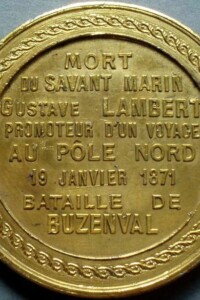 MORT
DU SAVANT MARIN
GUSTAVE LAMBERT
PROMOTEUR D'UN VOYAGE
AU PÔLE NORD
19 JANVIER 1871
BATAILLE DE
BUZENVAL